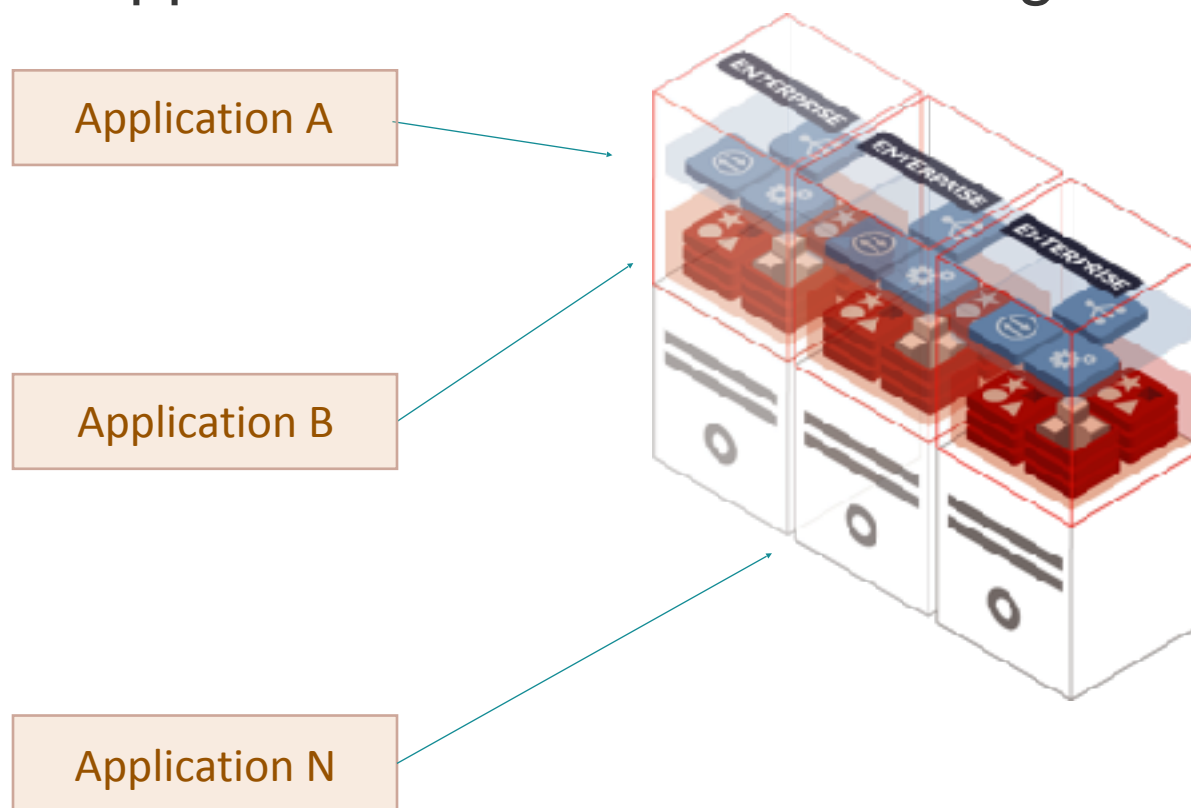 Application A
ENTERPRISE
ENTERPRISE
ENTERPRISE
Application B
Application N